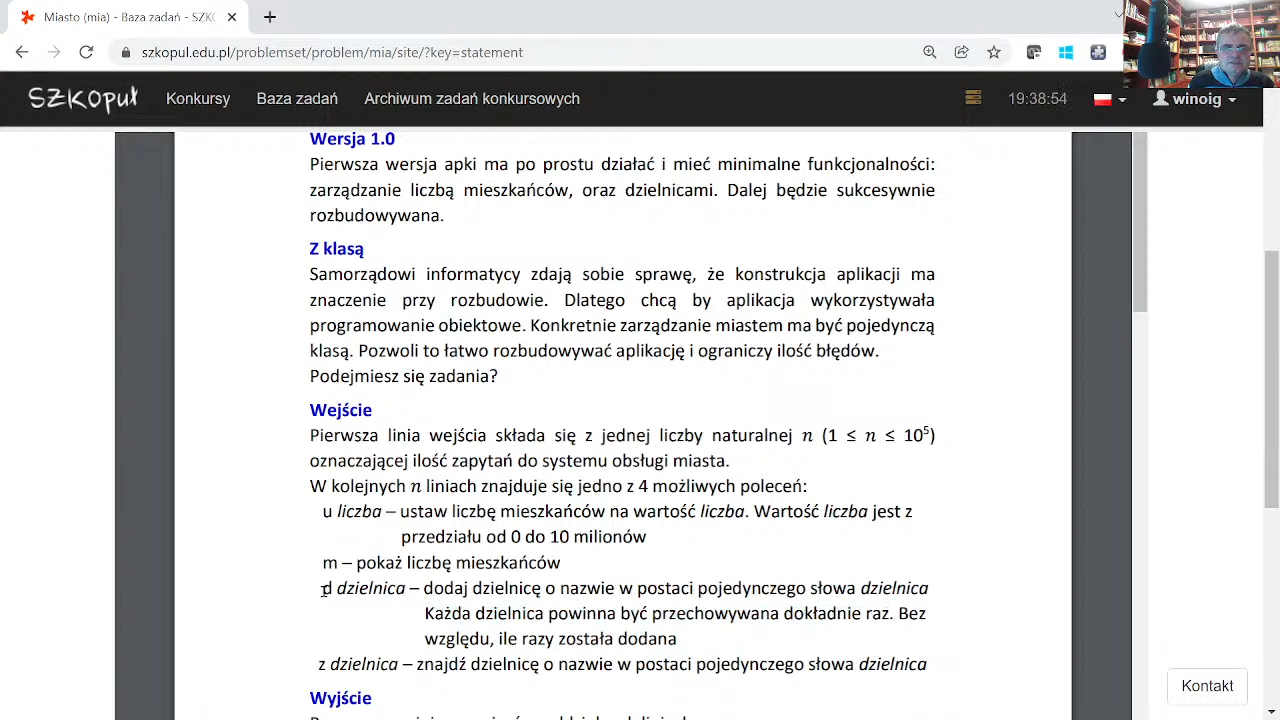 Miasto (mia) – Baza zadań - SZKO
szkopul.edu.pl/problemset/problem/mia/site/?key=statement
SZKOpuł Konkursy Baza zadań Archiwum zadań konkursowych 19:38:54 winoig
Wersja 1.0
Pierwsza wersja apki ma po prostu działać i mieć minimalne funkcjonalności:
zarządzanie liczbą mieszkańców, oraz dzielnicami. Dalej będzie sukcesywnie
rozbudowywana.
Z klasą
Samorządowi informatycy zdają sobie sprawę, że konstrukcja aplikacji ma
znaczenie przy rozbudowie. Dlatego chcą by aplikacja wykorzystywała
programowanie obiektowe. Konkretnie zarządzanie miastem ma być pojedynczą
klasą. Pozwoli to łatwo rozbudowywać aplikację i ograniczy ilość błędów.
Podejmiesz się zadania?
Wejście
Pierwsza linia wejścia składa się z jednej liczby naturalnej n (1 ≤ n ≤ 10⁵)
oznaczającej ilość zapytań do systemu obsługi miasta.
W kolejnych n liniach znajduje się jedno z 4 możliwych poleceń:
u liczba – ustaw liczbę mieszkańców na wartość liczba. Wartość liczba jest z
przedziału od 0 do 10 milionów
m – pokaż liczbę mieszkańców
d dzielnica – dodaj dzielnicę o nazwie w postaci pojedynczego słowa dzielnica
Każda dzielnica powinna być przechowywana dokładnie raz. Bez
względu, ile razy została dodana
z dzielnica – znajdź dzielnicę o nazwie w postaci pojedynczego słowa dzielnica
Wyjście
Kontakt